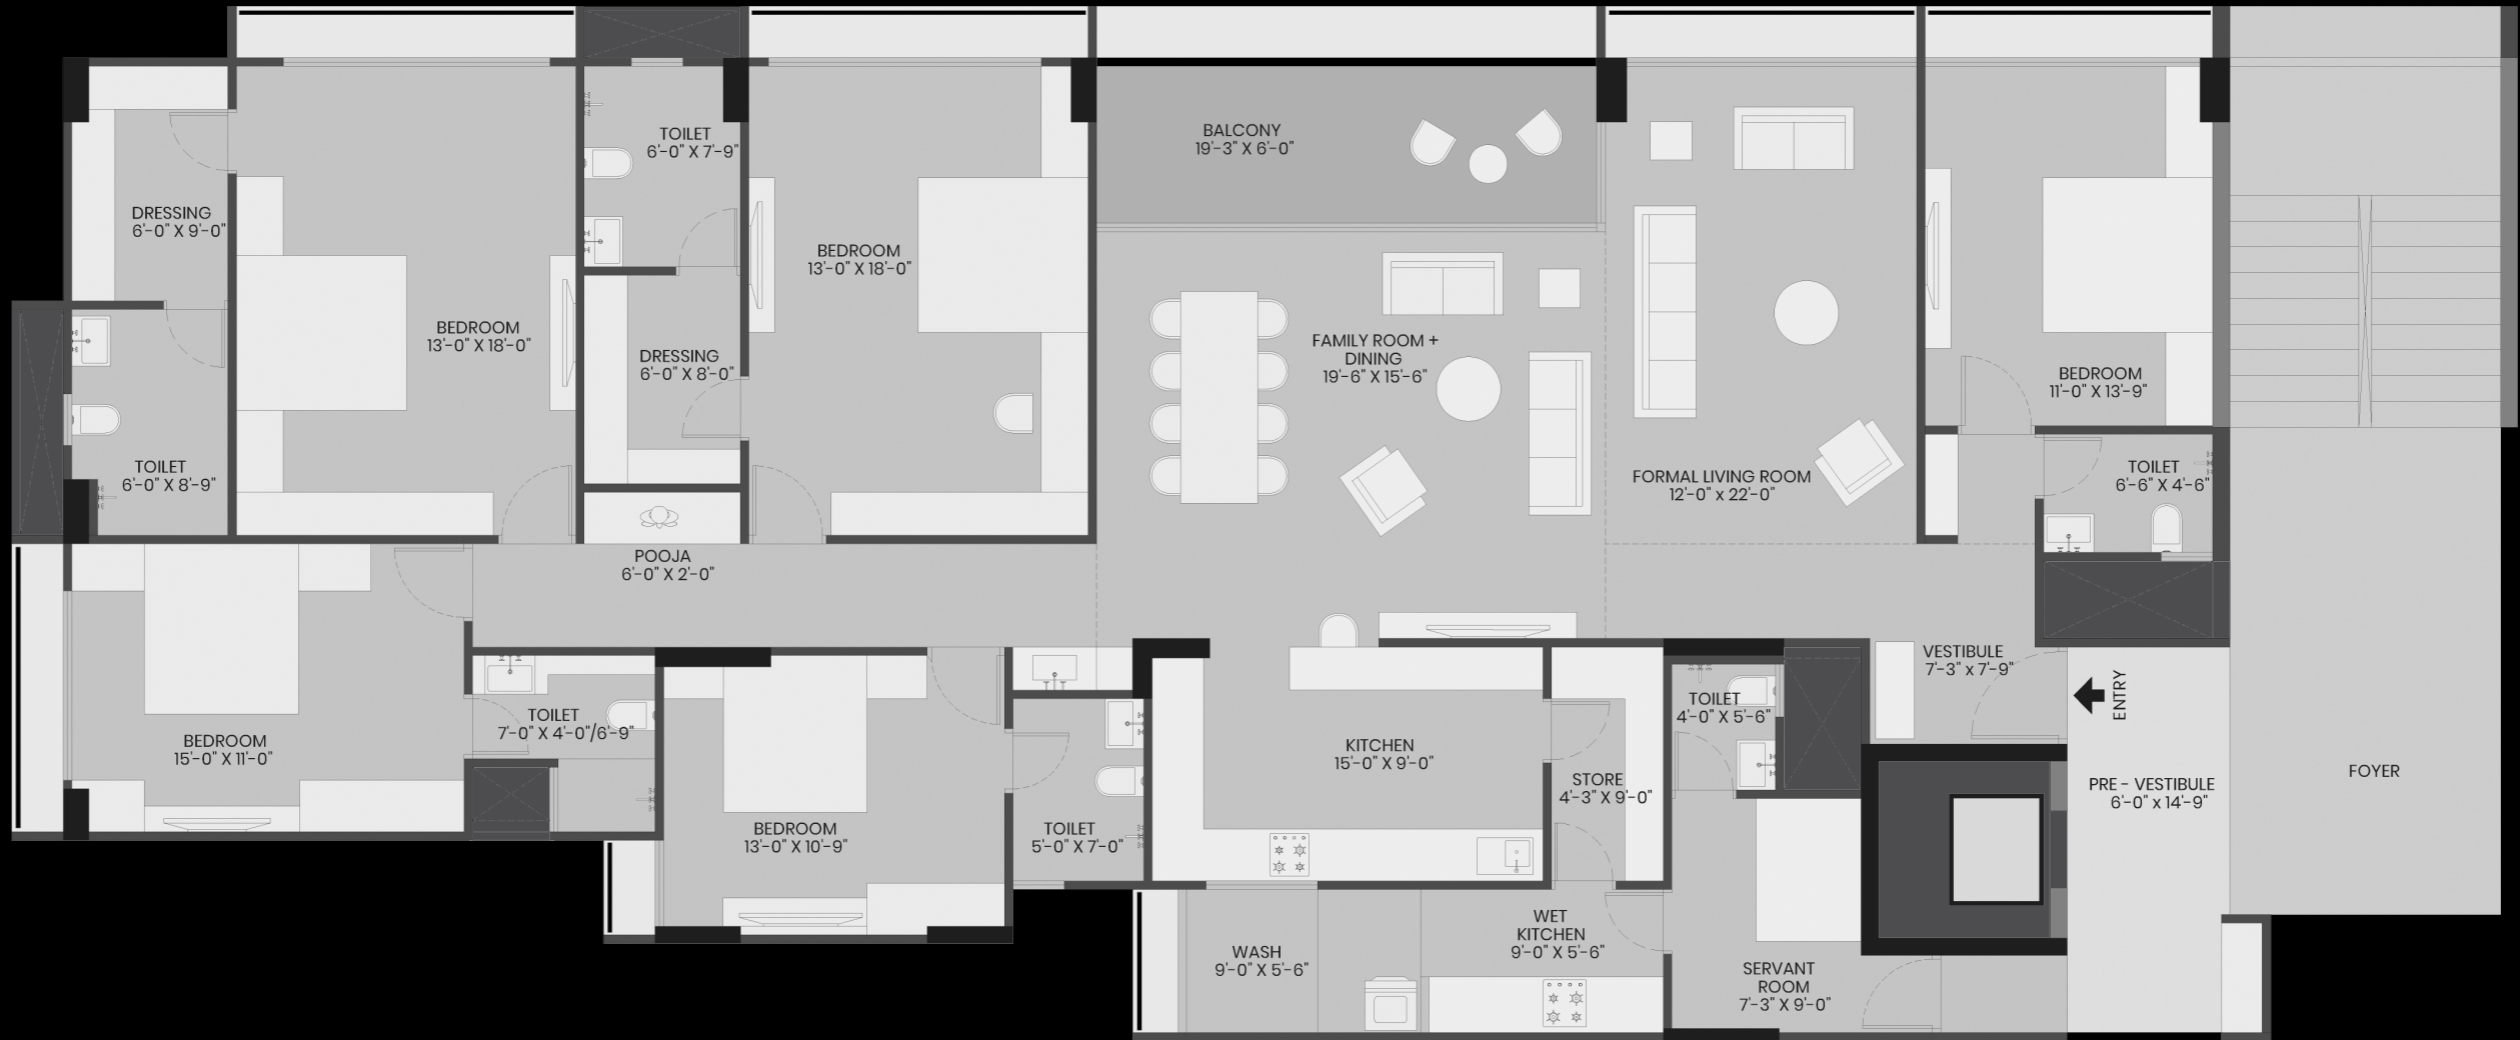 TOILET
6'-0" X 7'-9"
BALCONY
19'-3" X 6'-0"
DRESSING
6'-0" X 9'-0"
BEDROOM
13'-0" X 18'-0"
BEDROOM
13'-0" X 18'-0"
DRESSING
6'-0" X 8'-0"
FAMILY ROOM +
DINING
19'-6" X 15'-6"
BEDROOM
11'-0" X 13'-9"
TOILET
6'-0" X 8'-9"
FORMAL LIVING ROOM
12'-0" x 22'-0"
TOILET
6'-6" X 4'-6"
POOJA
6'-0" X 2'-0"
VESTIBULE
7'-3" x 7'-9"
ENTRY
TOILET
7'-0" X 4'-0"/6'-9"
TOILET
4'-0" X 5'-6"
BEDROOM
15'-0" X 11'-0"
KITCHEN
15'-0" X 9'-0"
STORE
4'-3" X 9'-0"
PRE - VESTIBULE
6'-0" x 14'-9"
FOYER
BEDROOM
13'-0" X 10'-9"
TOILET
5'-0" X 7'-0"
WASH
9'-0" X 5'-6"
WET
KITCHEN
9'-0" X 5'-6"
SERVANT
ROOM
7'-3" X 9'-0"